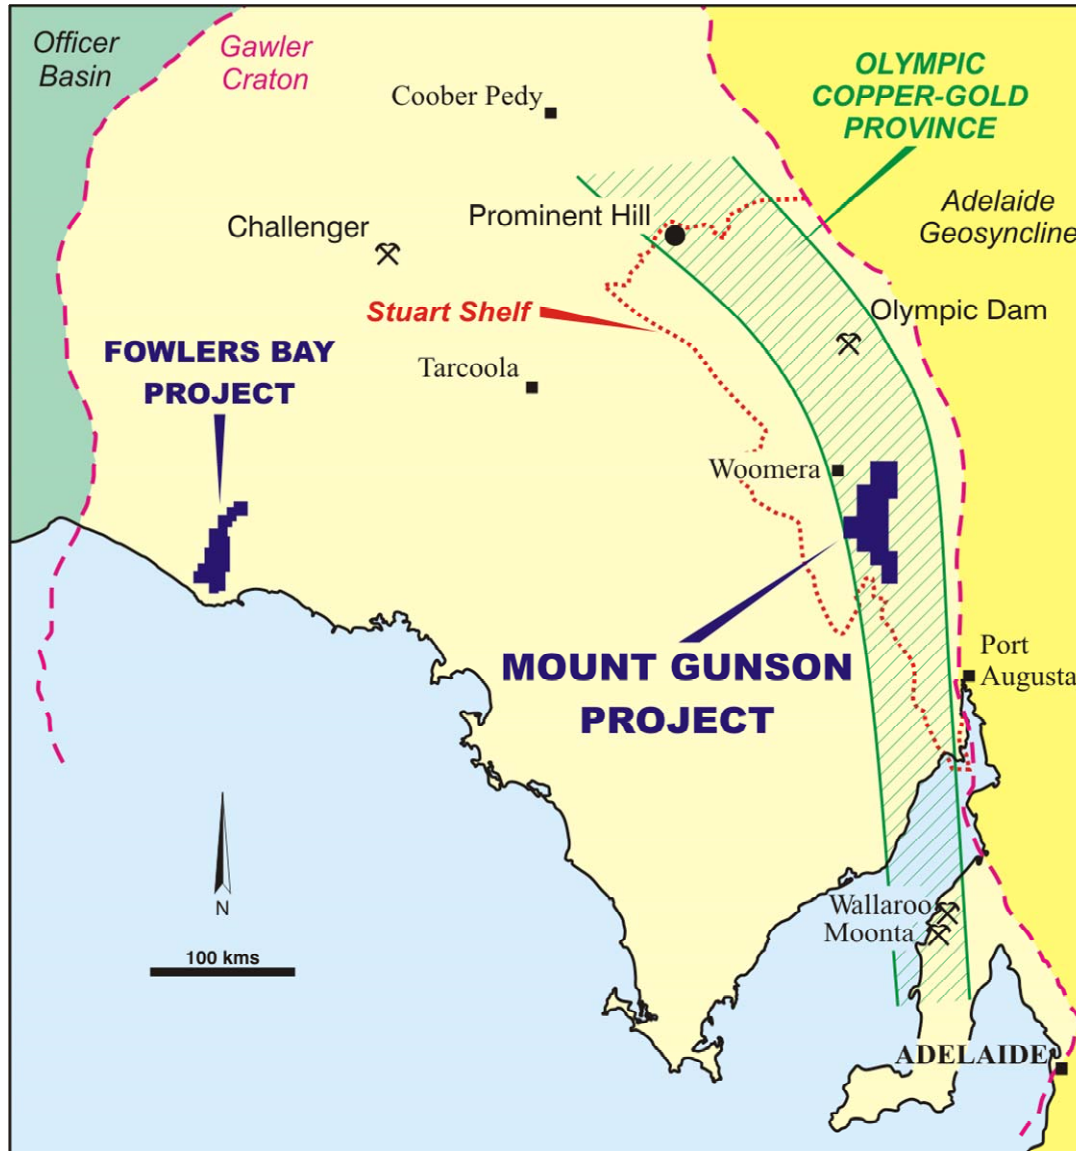 Officer
Basin
Gawler
Craton
OLYMPIC
COPPER-GOLD
PROVINCE
Coober Pedy
Adelaide
Geosyncline
Challenger
Prominent Hill
Stuart Shelf
Olympic Dam
FOWLERS BAY
PROJECT
Tarcoola
Woomera
MOUNT GUNSON
PROJECT
Port
Augusta
N
100 kms
Wallaroo
Moonta
ADELAIDE